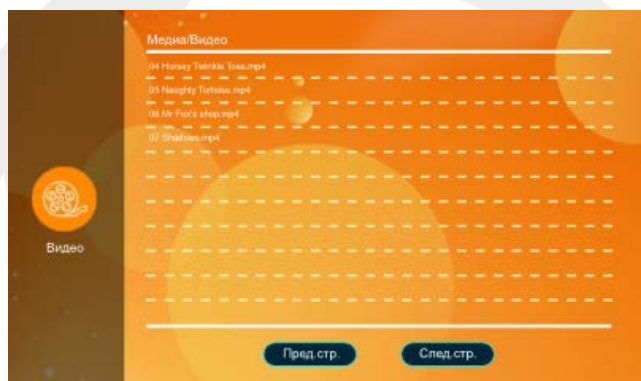 Медиа/Видео
04 Horsey Twinkle Toes.mp4
05 Naughty Tortoise.mp4
06 Mr Fox's shop.mp4
07 Shadows.mp4
Видео
Пред.стр.
След.стр.